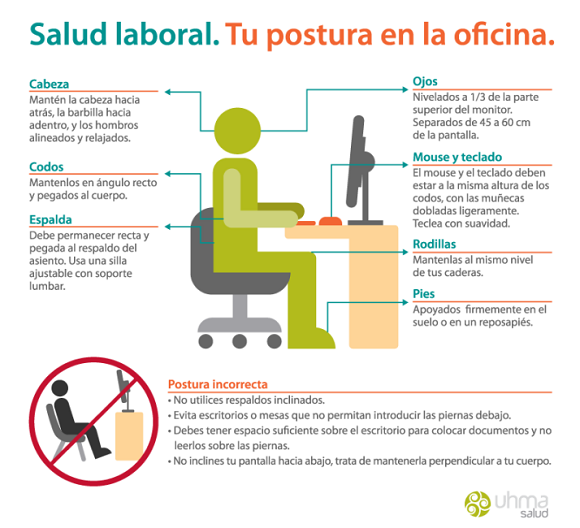 Salud laboral. Tu postura en la oficina.
Cabeza
Mantén la cabeza hacia
atrás, la barbilla hacia
adentro, y los hombros
alineados y relajados.
Codos
Mantenlos en ángulo recto
y pegados al cuerpo.
Espalda
Debe permanecer recta y
pegada al respaldo del
asiento. Usa una silla
ajustable con soporte
lumbar.
Ojos
Nivelados a 1/3 de la parte
superior del monitor.
Separados de 45 a 60 cm
de la pantalla.
Mouse y teclado
El mouse y el teclado deben
estar a la misma altura de los
codos, con las muñecas
dobladas ligeramente.
Teclea con suavidad.
Rodillas
Mantenlas al mismo nivel
de tus caderas.
Pies
Apoyados firmemente en el
suelo o en un reposapiés.
Postura incorrecta
• No utilices respaldos inclinados.
• Evita escritorios o mesas que no permitan introducir las piernas debajo.
• Debes tener espacio suficiente sobre el escritorio para colocar documentos y no
leerlos sobre las piernas.
• No inclines tu pantalla hacia abajo, trata de mantenerla perpendicular a tu cuerpo.
uhma
salud